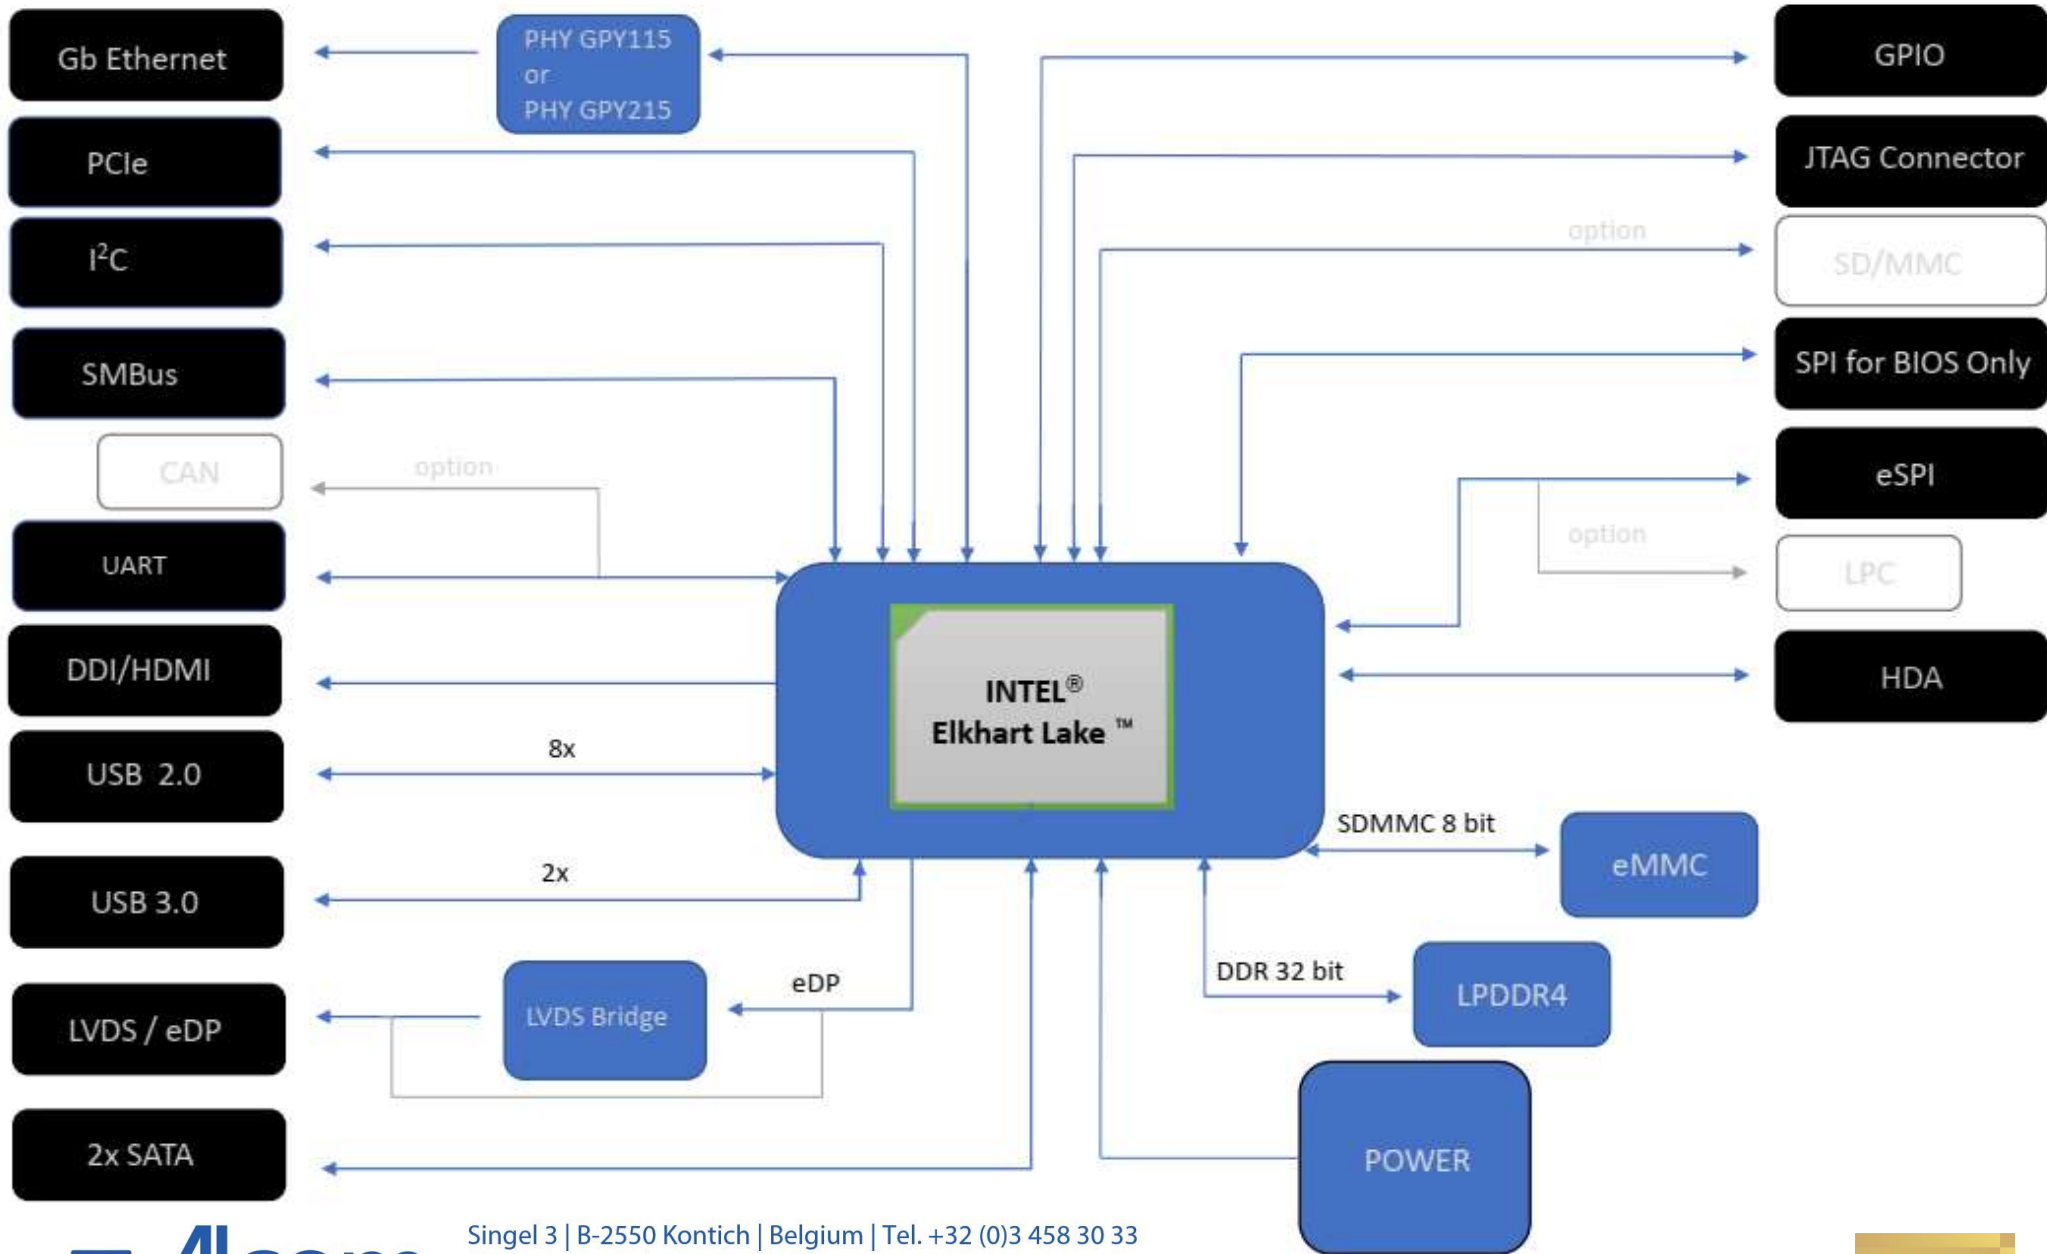 Gb Ethernet
PHY GPY115
or
PHY GPY215
GPIO
PCIe
JTAG Connector
I²C
option
SD/MMC
SMBus
SPI for BIOS Only
CAN
option
eSPI
UART
option
LPC
DDI/HDMI
HDA
INTEL®
Elkhart Lake ™
USB 2.0
8x
SDMMC 8 bit
eMMC
USB 3.0
2x
DDR 32 bit
LPDDR4
LVDS / eDP
LVDS Bridge
eDP
2x SATA
POWER
Singel 3 | B-2550 Kontich | Belgium | Tel. +32 (0)3 458 30 33